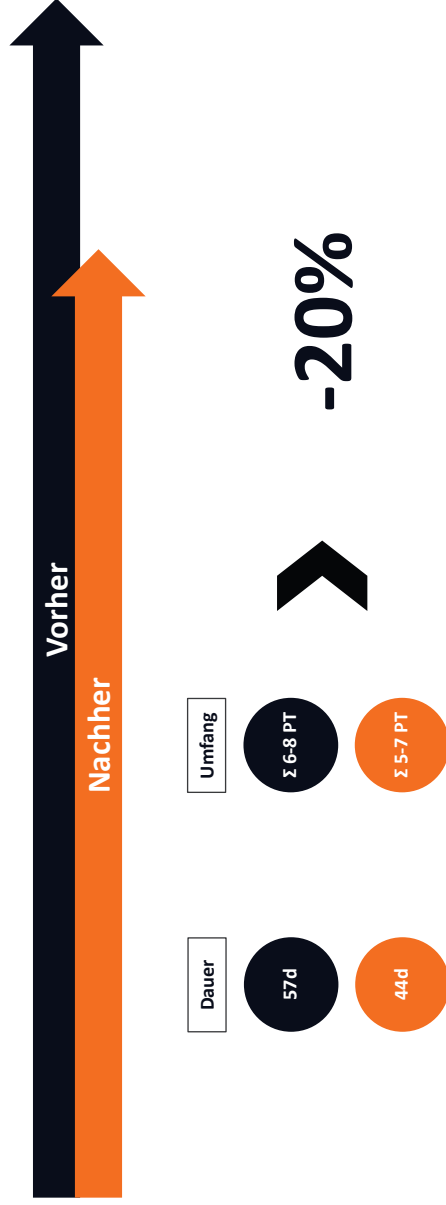 Vorher
Nachher
Dauer
Umfang
57d
Σ 6-8 PT
-20%
44d
Σ 5-7 PT